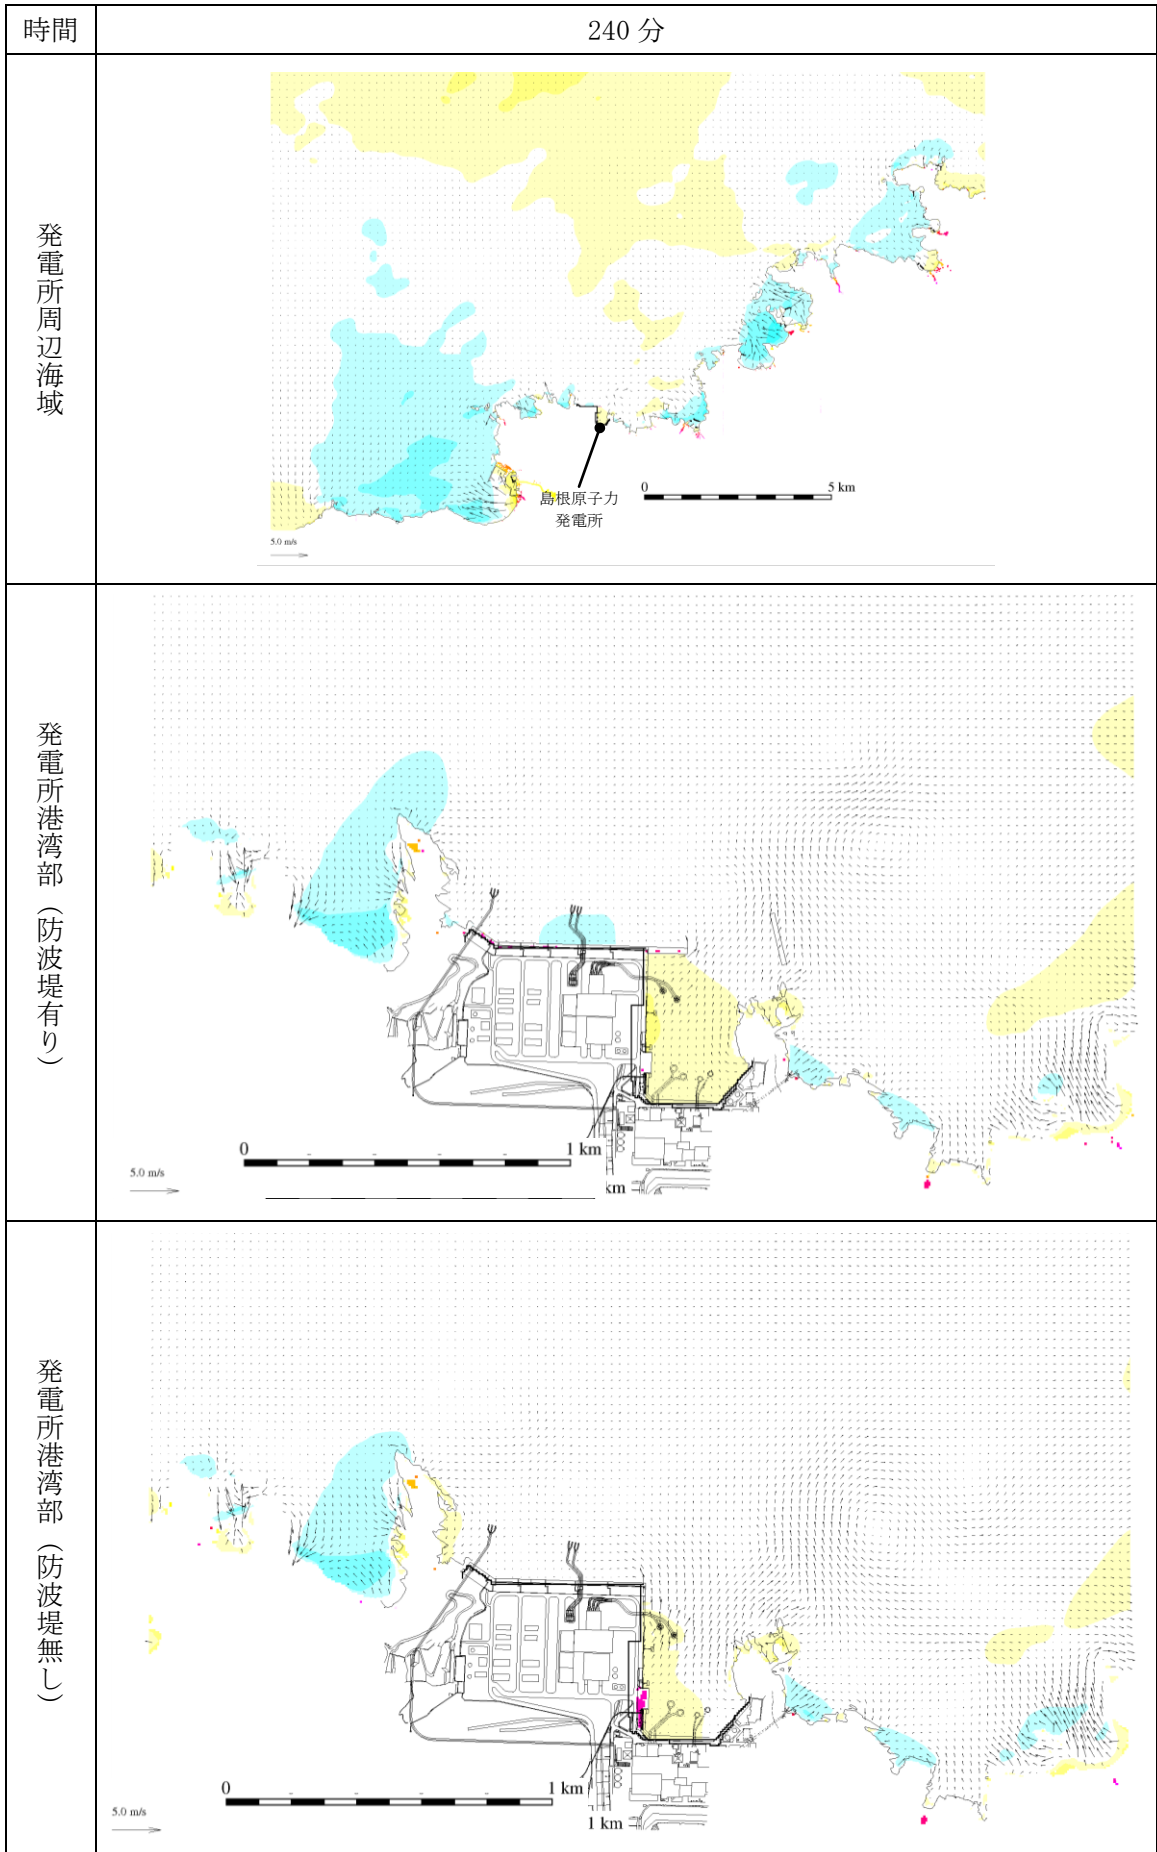 時間
240 分
発電所周辺海域
島根原子力
発電所
0
5 km
5.0 m/s
発電所港湾部（防波堤有り）
0
1 km
5.0 m/s
km
発電所港湾部（防波堤無し）
0
1 km
5.0 m/s
1 km